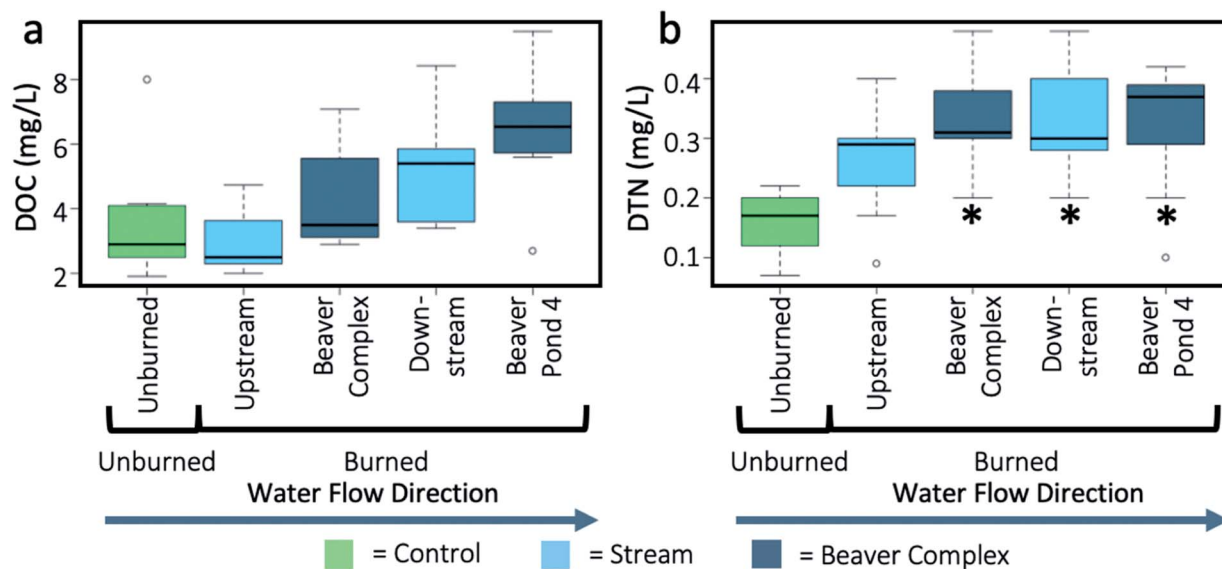 a
DOC (mg/L)
8
6
4
2
Unburned
Upstream
Beaver
Complex
Down-
stream
Beaver
Pond 4
Unburned
Burned
Water Flow Direction
b
DTN (mg/L)
0.4
0.3
0.2
0.1
*
*
*
Unburned
Upstream
Beaver
Complex
Down-
stream
Beaver
Pond 4
Unburned
Burned
Water Flow Direction
= Control
= Stream
= Beaver Complex